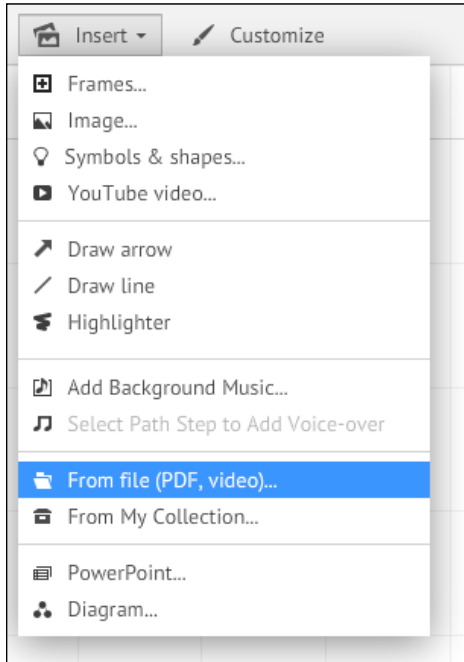 Insert
Customize
Frames...
Image...
Symbols & shapes...
YouTube video...
Draw arrow
Draw line
Highlighter
Add Background Music...
Select Path Step to Add Voice-over
From file (PDF, video)...
From My Collection...
PowerPoint...
Diagram...